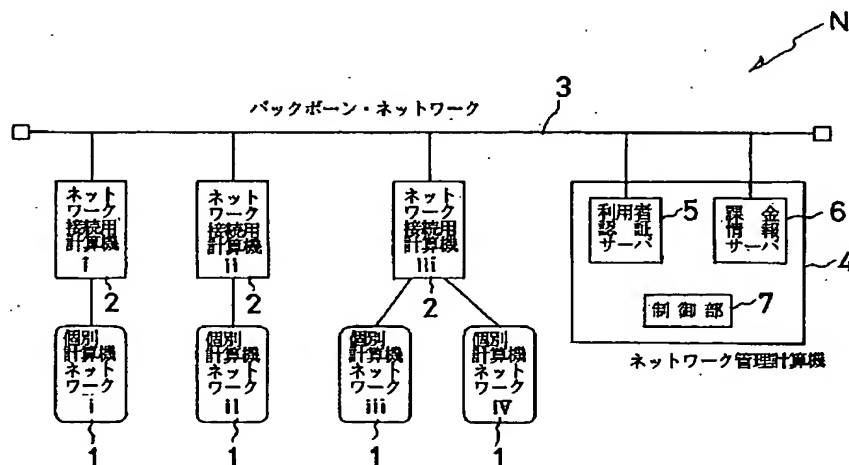 N
バックボーン・ネットワーク
3
ネット
ワーク
接続用
計算機
i
2
ネット
ワーク
接続用
計算機
ii
2
ネット
ワーク
接続用
計算機
iii
2
利用者
認証
サーバ
5
課金
情報
サーバ
6
4
制御部
7
ネットワーク管理計算機
個別
計算機
ネット
ワーク
i
1
個別
計算機
ネット
ワーク
ii
1
個別
計算機
ネット
ワーク
iii
1
個別
計算機
ネット
ワーク
iV
1